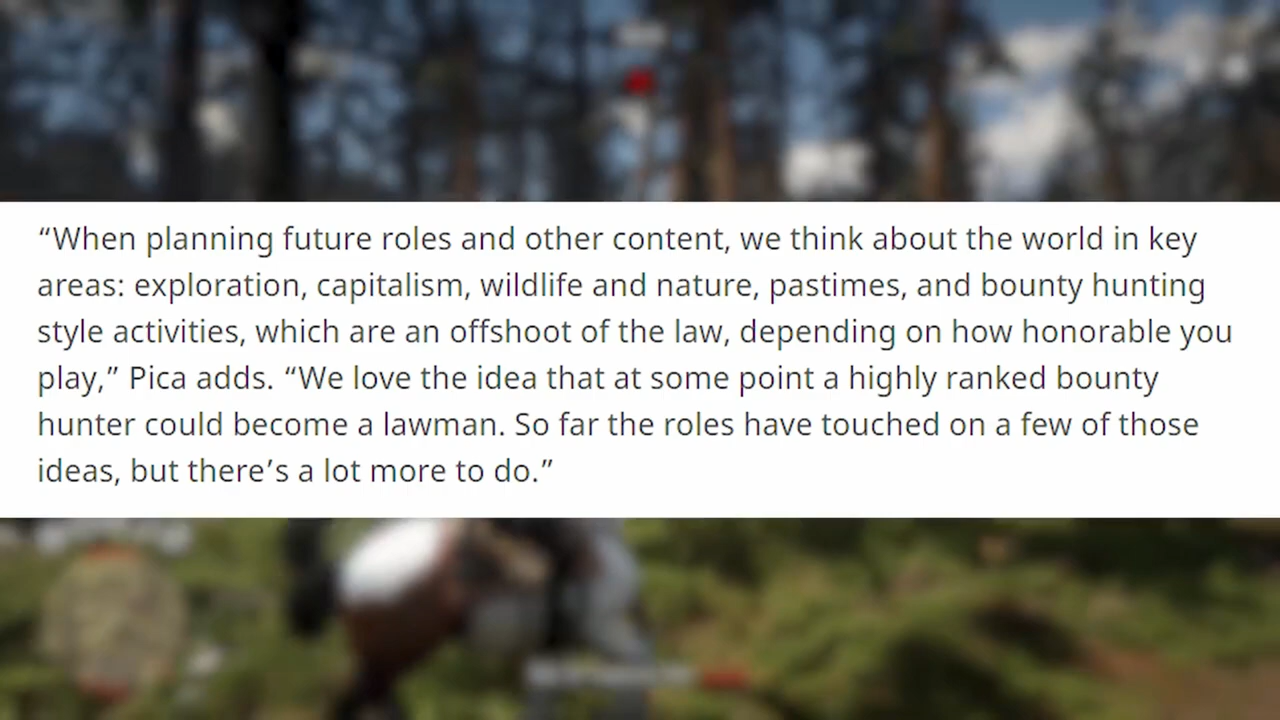 “When planning future roles and other content, we think about the world in key
areas: exploration, capitalism, wildlife and nature, pastimes, and bounty hunting
style activities, which are an offshoot of the law, depending on how honorable you
play,” Pica adds. “We love the idea that at some point a highly ranked bounty
hunter could become a lawman. So far the roles have touched on a few of those
ideas, but there’s a lot more to do.”